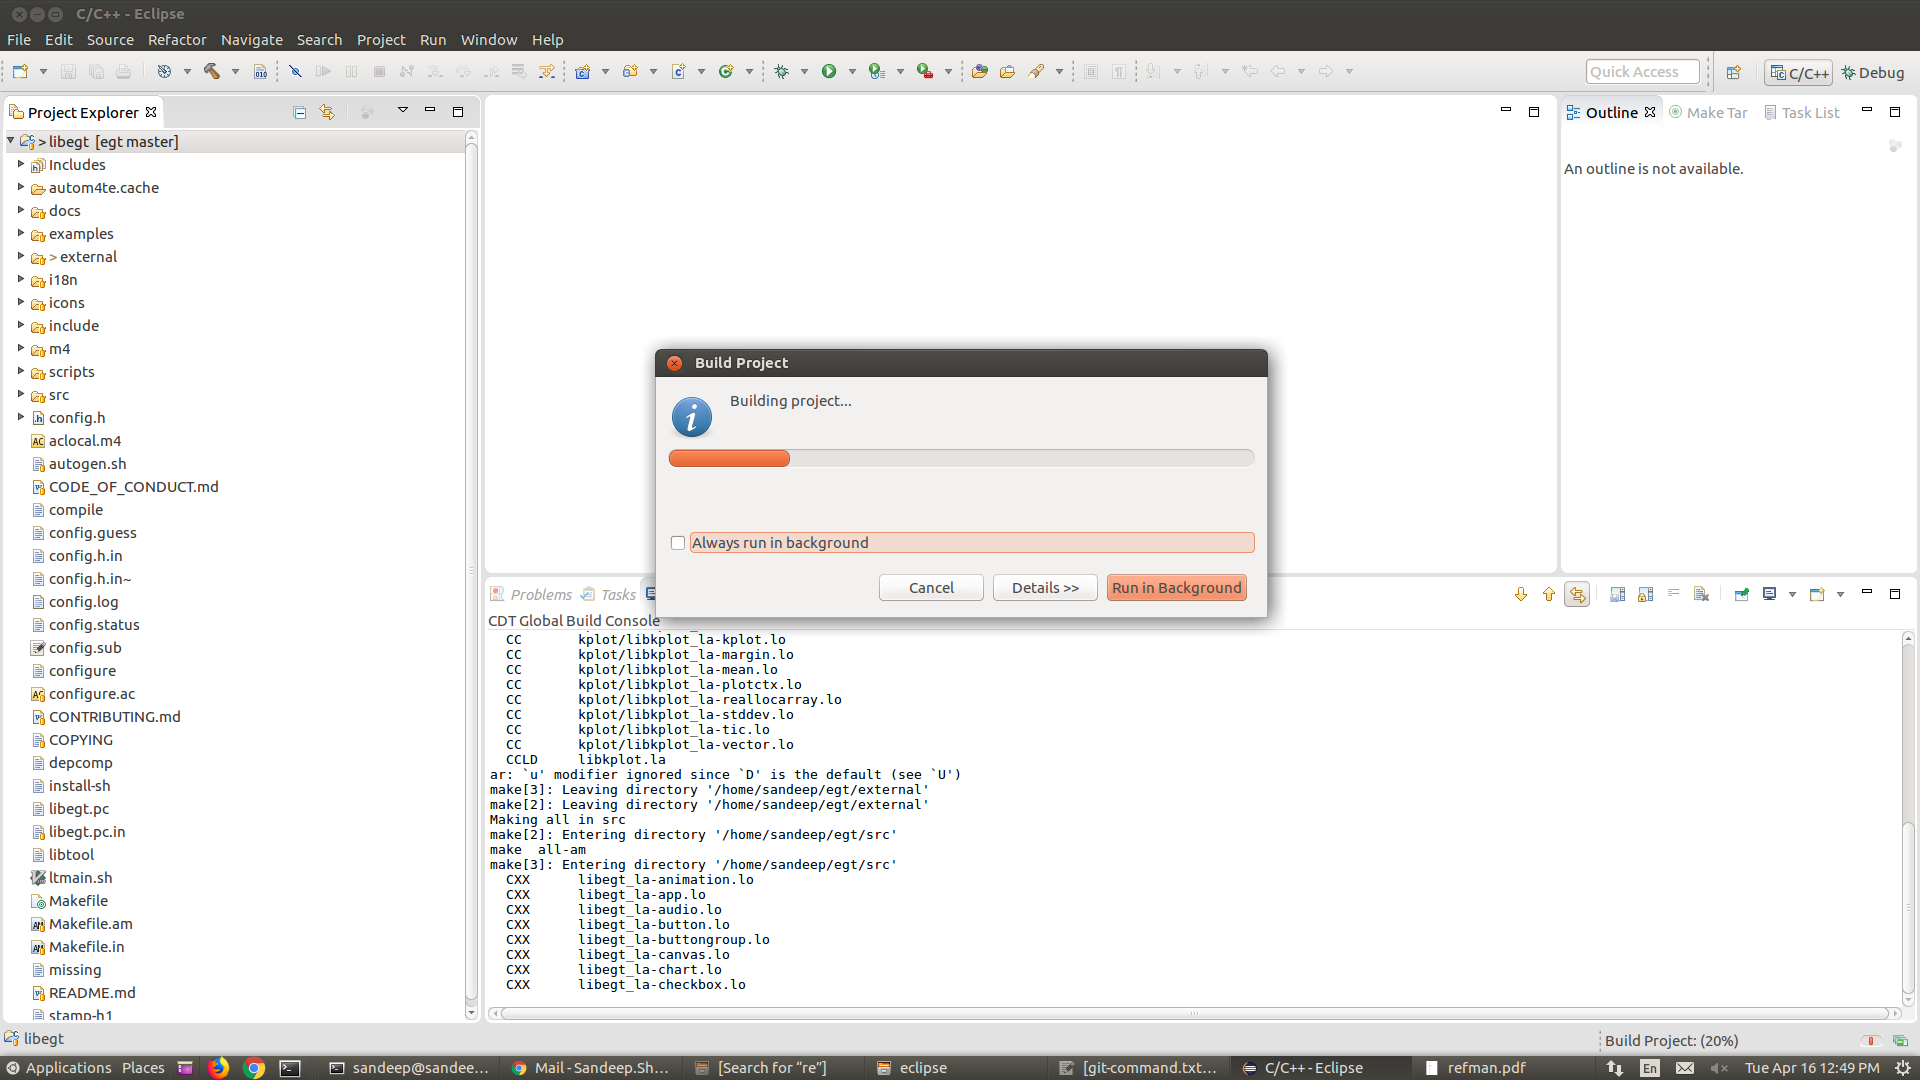 C/C++ - Eclipse
File Edit Source Refactor Navigate Search Project Run Window Help
Quick Access
C/C++
Debug
Project Explorer
> libegt [egt master]
Includes
autom4te.cache
docs
examples
> external
i18n
icons
include
m4
scripts
src
config.h
aclocal.m4
autogen.sh
CODE_OF_CONDUCT.md
compile
config.guess
config.h.in
config.h.in~
config.log
config.status
config.sub
configure
configure.ac
CONTRIBUTING.md
COPYING
depcomp
install-sh
libegt.pc
libegt.pc.in
libtool
ltmain.sh
Makefile
Makefile.am
Makefile.in
missing
README.md
stamp-h1
Outline
Make Tar
Task List
An outline is not available.
Build Project
Building project...
Always run in background
Cancel
Details >>
Run in Background
Problems
Tasks
CDT Global Build Console
CC kplot/libkplot_la-kplot.lo
CC kplot/libkplot_la-margin.lo
CC kplot/libkplot_la-mean.lo
CC kplot/libkplot_la-plotctx.lo
CC kplot/libkplot_la-reallocarray.lo
CC kplot/libkplot_la-stddev.lo
CC kplot/libkplot_la-tic.lo
CC kplot/libkplot_la-vector.lo
CCLD libkplot.la
ar: `u' modifier ignored since `D' is the default (see `U')
make[3]: Leaving directory '/home/sandeep/egt/external'
make[2]: Leaving directory '/home/sandeep/egt/external'
Making all in src
make[2]: Entering directory '/home/sandeep/egt/src'
make all-am
make[3]: Entering directory '/home/sandeep/egt/src'
CXX libegt_la-animation.lo
CXX libegt_la-app.lo
CXX libegt_la-audio.lo
CXX libegt_la-button.lo
CXX libegt_la-buttongroup.lo
CXX libegt_la-canvas.lo
CXX libegt_la-chart.lo
CXX libegt_la-checkbox.lo
libegt
Build Project: (20%)
Applications Places
sandeep@sandee...
Mail - Sandeep.Sh...
[Search for “re”]
eclipse
[git-command.txt...
C/C++ - Eclipse
refman.pdf
En
Tue Apr 16 12:49 PM